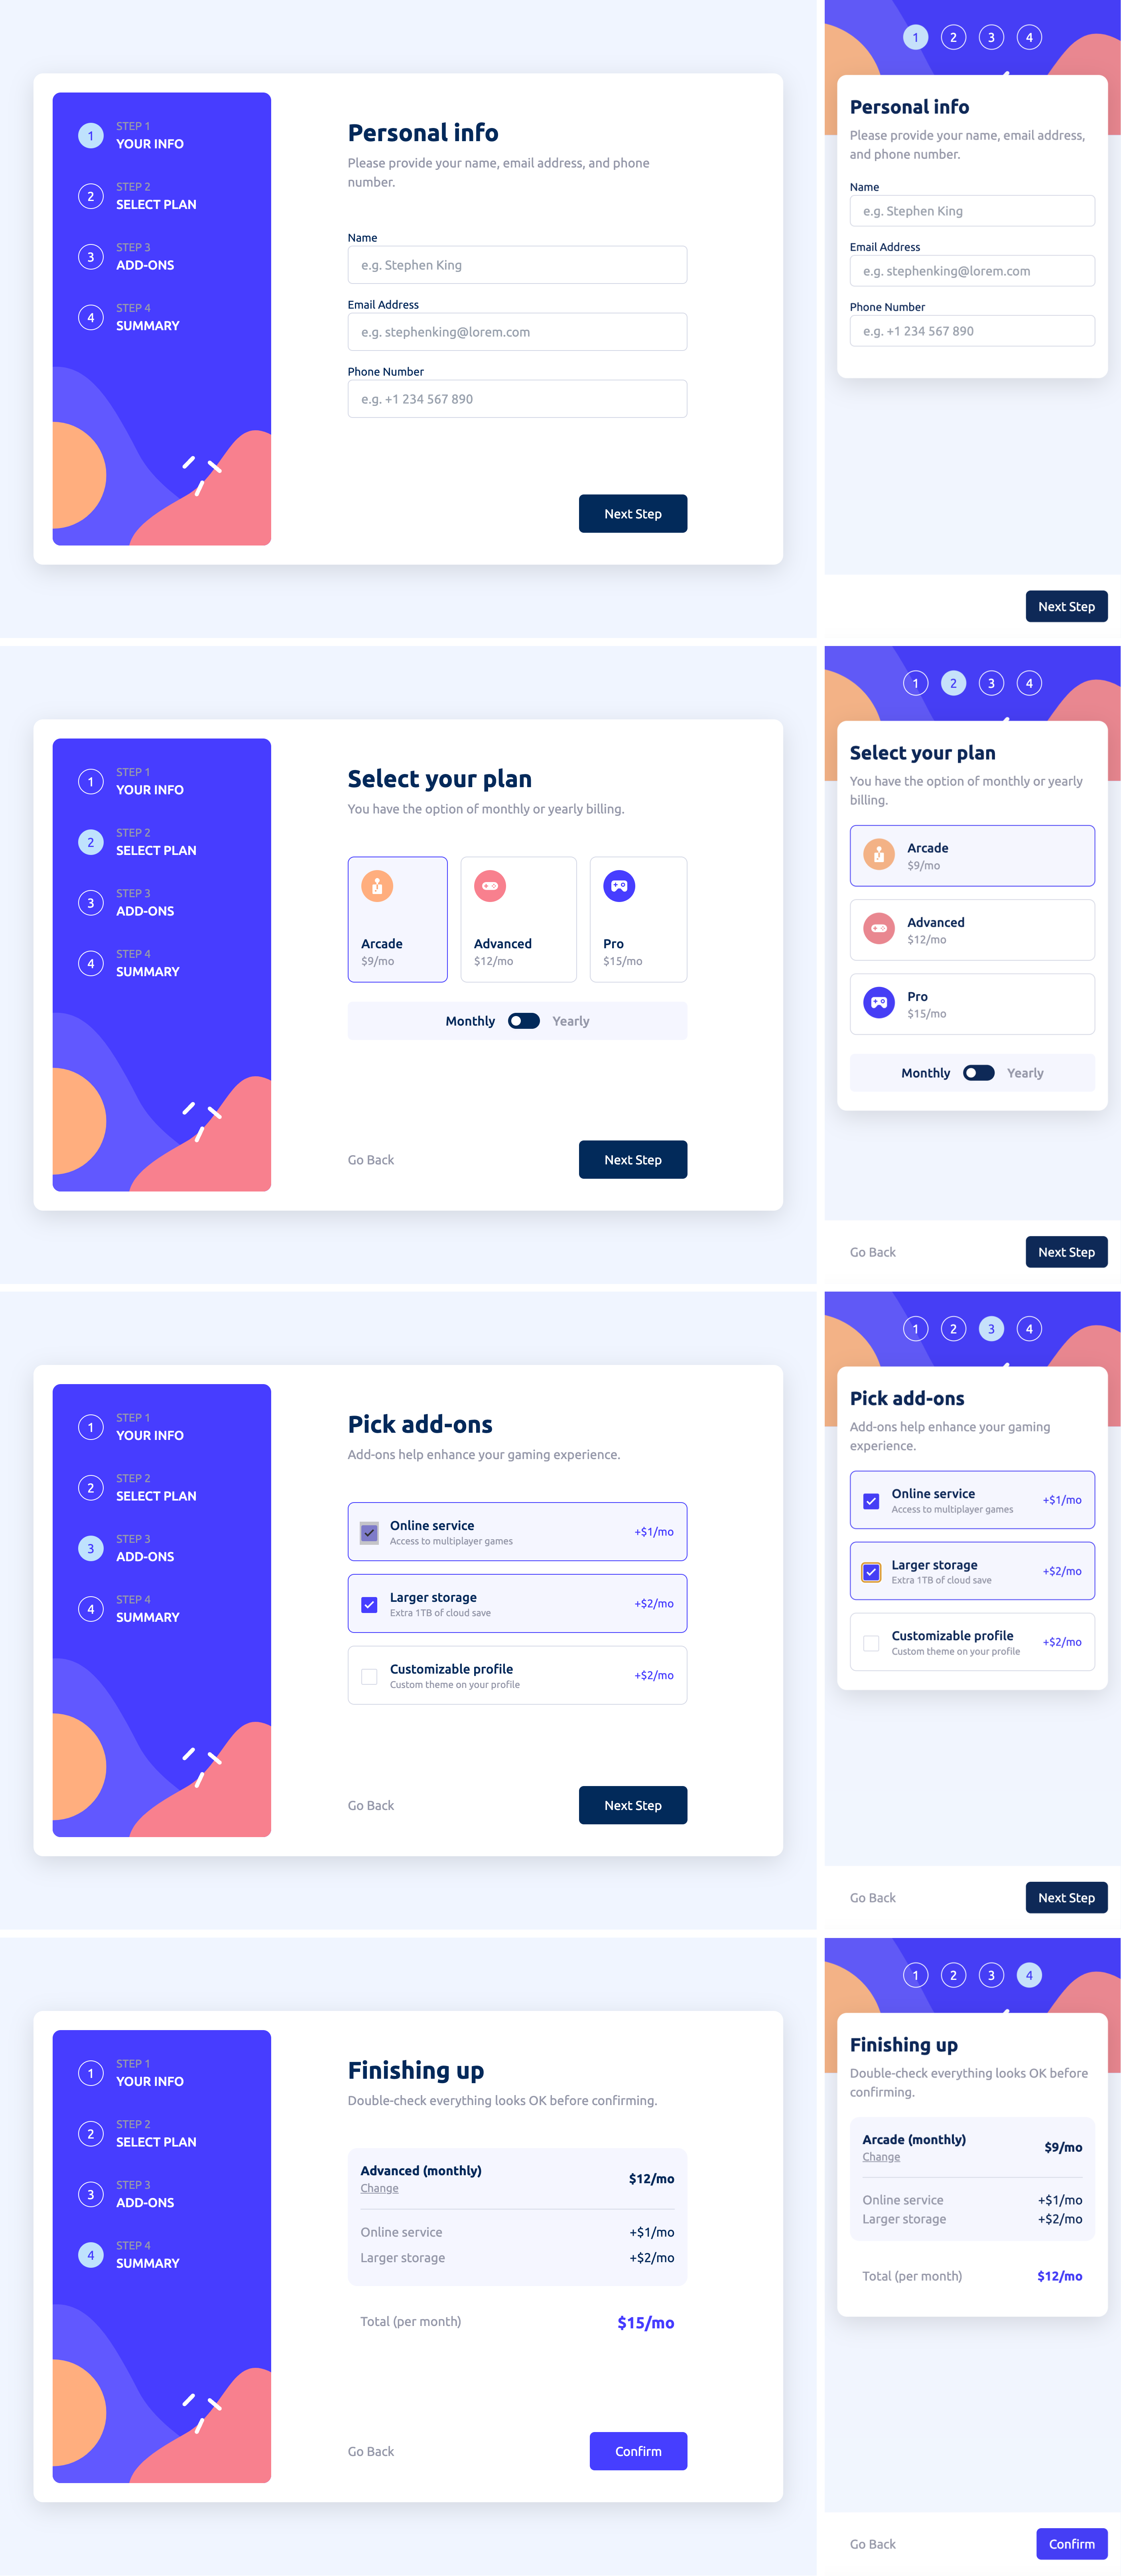 1
STEP 1
YOUR INFO
2
STEP 2
SELECT PLAN
3
STEP 3
ADD-ONS
4
STEP 4
SUMMARY
Personal info
Please provide your name, email address, and phone
number.
Name
e.g. Stephen King
Email Address
e.g. stephenking@lorem.com
Phone Number
e.g. +1 234 567 890
Next Step
1 2 3 4
Personal info
Please provide your name, email address,
and phone number.
Name
e.g. Stephen King
Email Address
e.g. stephenking@lorem.com
Phone Number
e.g. +1 234 567 890
Next Step
1
STEP 1
YOUR INFO
2
STEP 2
SELECT PLAN
3
STEP 3
ADD-ONS
4
STEP 4
SUMMARY
Select your plan
You have the option of monthly or yearly billing.
Arcade
$9/mo
Advanced
$12/mo
Pro
$15/mo
Monthly Yearly
Go Back Next Step
1 2 3 4
Select your plan
You have the option of monthly or yearly
billing.
Arcade
$9/mo
Advanced
$12/mo
Pro
$15/mo
Monthly Yearly
Go Back Next Step
1
STEP 1
YOUR INFO
2
STEP 2
SELECT PLAN
3
STEP 3
ADD-ONS
4
STEP 4
SUMMARY
Pick add-ons
Add-ons help enhance your gaming experience.
Online service
Access to multiplayer games
+$1/mo
Larger storage
Extra 1TB of cloud save
+$2/mo
Customizable profile
Custom theme on your profile
+$2/mo
Go Back Next Step
1 2 3 4
Pick add-ons
Add-ons help enhance your gaming
experience.
Online service
Access to multiplayer games
+$1/mo
Larger storage
Extra 1TB of cloud save
+$2/mo
Customizable profile
Custom theme on your profile
+$2/mo
Go Back Next Step
1
STEP 1
YOUR INFO
2
STEP 2
SELECT PLAN
3
STEP 3
ADD-ONS
4
STEP 4
SUMMARY
Finishing up
Double-check everything looks OK before confirming.
Advanced (monthly)
Change
$12/mo
Online service +$1/mo
Larger storage +$2/mo
Total (per month) $15/mo
Go Back Confirm
1 2 3 4
Finishing up
Double-check everything looks OK before
confirming.
Arcade (monthly)
Change
$9/mo
Online service +$1/mo
Larger storage +$2/mo
Total (per month) $12/mo
Go Back Confirm